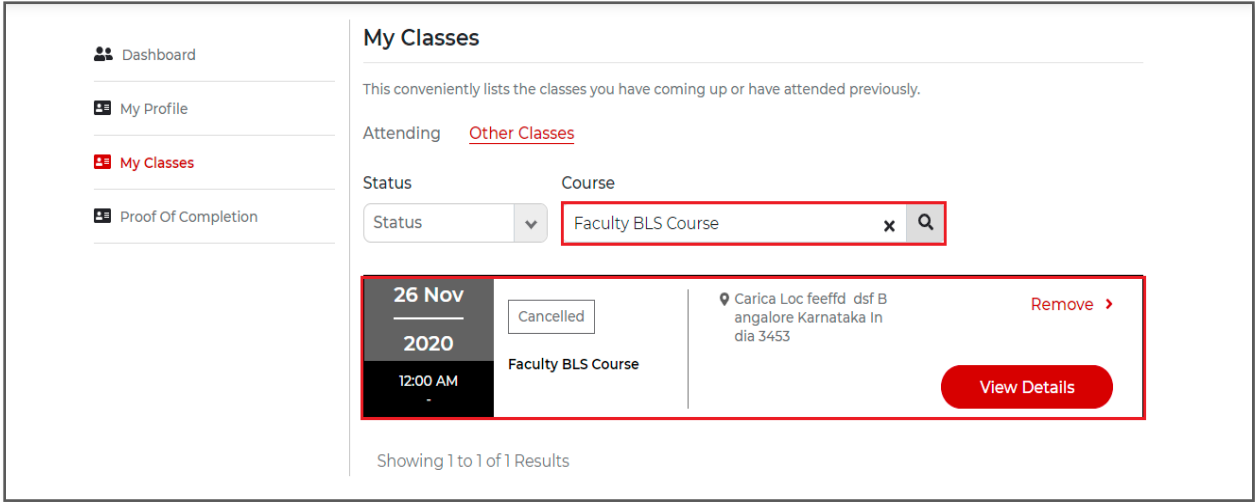 Dashboard
My Profile
My Classes
Proof Of Completion
My Classes
This conveniently lists the classes you have coming up or have attended previously.
Attending Other Classes
Status Course
Status Faculty BLS Course
26 Nov
2020
12:00 AM
-
Cancelled
Faculty BLS Course
Carica Loc feeffd dsf B
angalore Karnataka In
dia 3453
Remove
View Details
Showing 1 to 1 of 1 Results